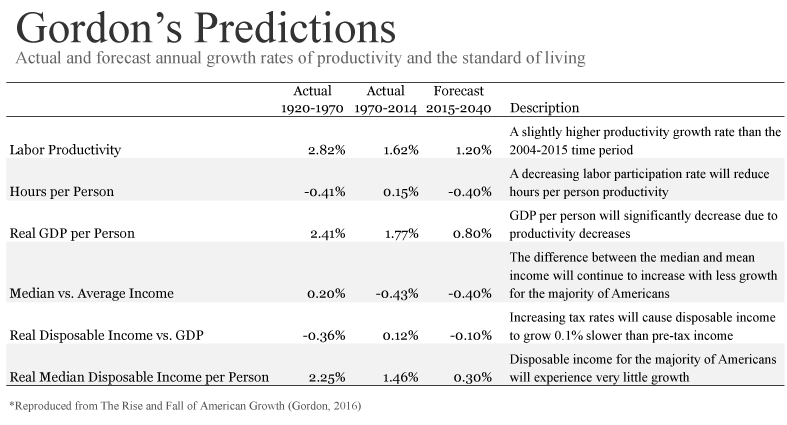 Gordon’s Predictions
Actual and forecast annual growth rates of productivity and the standard of living
Actual 1920-1970 Actual 1970-2014 Forecast 2015-2040 Description
Labor Productivity 2.82% 1.62% 1.20% A slightly higher productivity growth rate than the
2004-2015 time period
Hours per Person -0.41% 0.15% -0.40% A decreasing labor participation rate will reduce
hours per person productivity
Real GDP per Person 2.41% 1.77% 0.80% GDP per person will significantly decrease due to
productivity decreases
Median vs. Average Income 0.20% -0.43% -0.40% The difference between the median and mean
income will continue to increase with less growth
for the majority of Americans
Real Disposable Income vs. GDP -0.36% 0.12% -0.10% Increasing tax rates will cause disposable income
to grow 0.1% slower than pre-tax income
Real Median Disposable Income per Person 2.25% 1.46% 0.30% Disposable income for the majority of Americans
will experience very little growth
*Reproduced from The Rise and Fall of American Growth (Gordon, 2016)